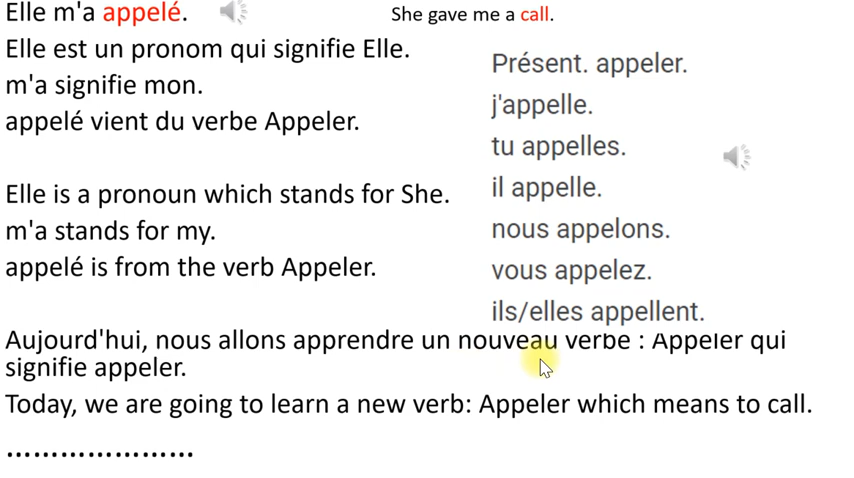 Elle m'a appelé.
She gave me a call.
Elle est un pronom qui signifie Elle.
m'a signifie mon.
appelé vient du verbe Appeler.
Elle is a pronoun which stands for She.
m'a stands for my.
appelé is from the verb Appeler.
Présent. appeler.
j'appelle.
tu appelles.
il appelle.
nous appelons.
vous appelez.
ils/elles appellent.
Aujourd'hui, nous allons apprendre un nouveau verbe : Appeler qui
signifie appeler.
Today, we are going to learn a new verb: Appeler which means to call.
…………………